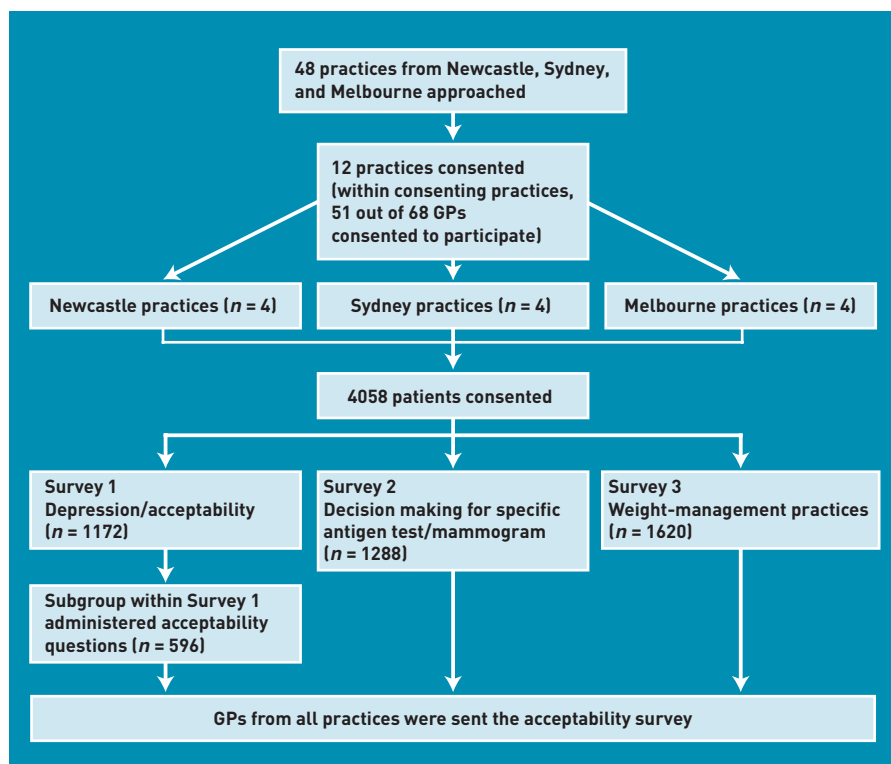 48 practices from Newcastle, Sydney,
and Melbourne approached
12 practices consented
(within consenting practices,
51 out of 68 GPs
consented to participate)
Newcastle practices (n = 4)
Sydney practices (n = 4)
Melbourne practices (n = 4)
4058 patients consented
Survey 1
Depression/acceptability
(n = 1172)
Survey 2
Decision making for specific
antigen test/mammogram
(n = 1288)
Survey 3
Weight-management practices
(n = 1620)
Subgroup within Survey 1
administered acceptability
questions (n = 596)
GPs from all practices were sent the acceptability survey